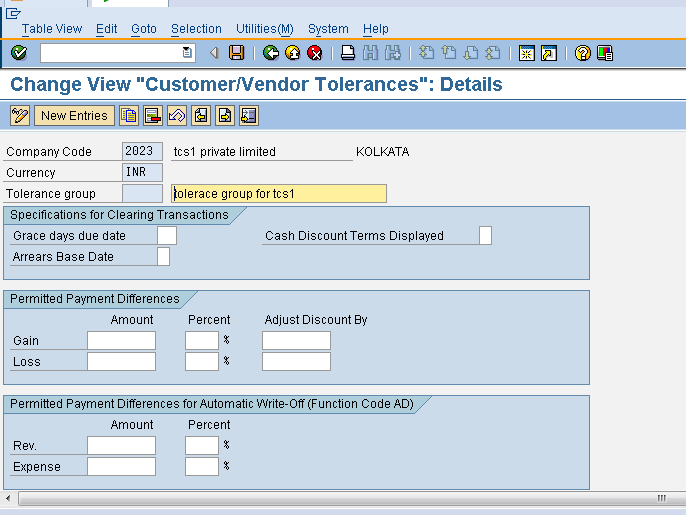 Table View Edit Goto Selection Utilities(M) System Help
Change View "Customer/Vendor Tolerances": Details
New Entries
Company Code 2023 tcs1 private limited KOLKATA
Currency INR
Tolerance group tolerace group for tcs1
Specifications for Clearing Transactions
Grace days due date Cash Discount Terms Displayed
Arrears Base Date
Permitted Payment Differences
Amount Percent Adjust Discount By
Gain %
Loss %
Permitted Payment Differences for Automatic Write-Off (Function Code AD)
Amount Percent
Rev. %
Expense %